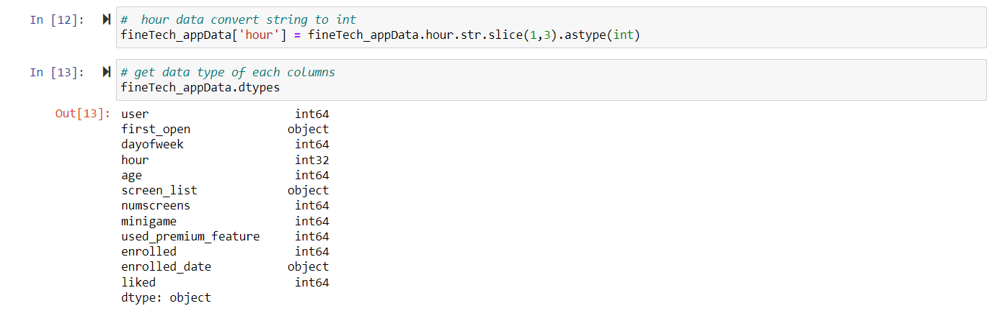 In [12]: #  hour data convert string to int
fineTech_appData['hour'] = fineTech_appData.hour.str.slice(1,3).astype(int)
In [13]: # get data type of each columns
fineTech_appData.dtypes
Out[13]: user                         int64
first_open              object
dayofweek                int64
hour                     int32
age                      int64
screen_list             object
numscreens               int64
minigame                 int64
used_premium_feature     int64
enrolled                 int64
enrolled_date           object
liked                    int64
dtype: object